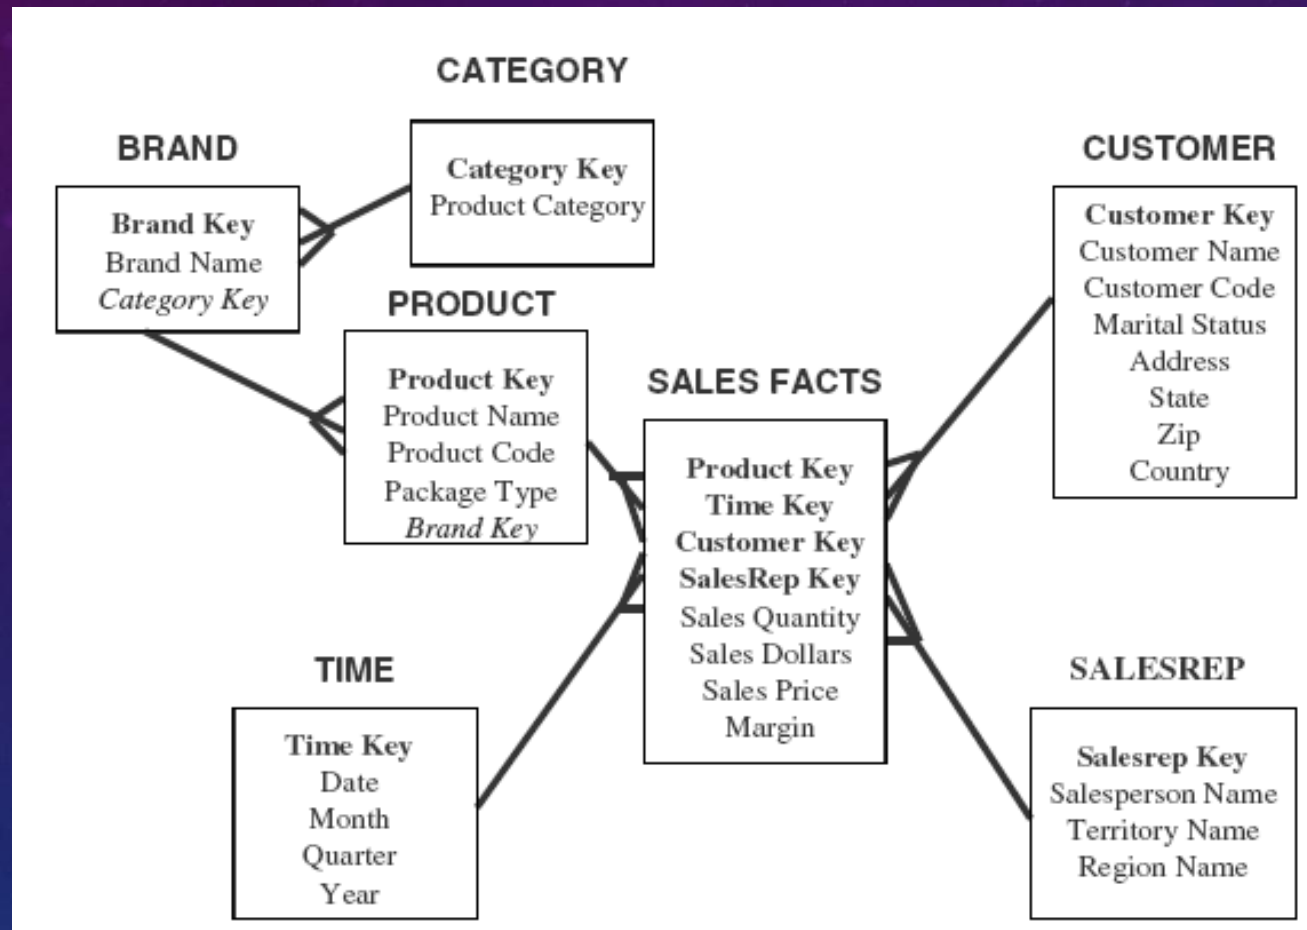 CATEGORY
Category Key
Product Category
BRAND
Brand Key
Brand Name
Category Key
PRODUCT
Product Key
Product Name
Product Code
Package Type
Brand Key
SALES FACTS
Product Key
Time Key
Customer Key
SalesRep Key
Sales Quantity
Sales Dollars
Sales Price
Margin
CUSTOMER
Customer Key
Customer Name
Customer Code
Marital Status
Address
State
Zip
Country
TIME
Time Key
Date
Month
Quarter
Year
SALESREP
Salesrep Key
Salesperson Name
Territory Name
Region Name